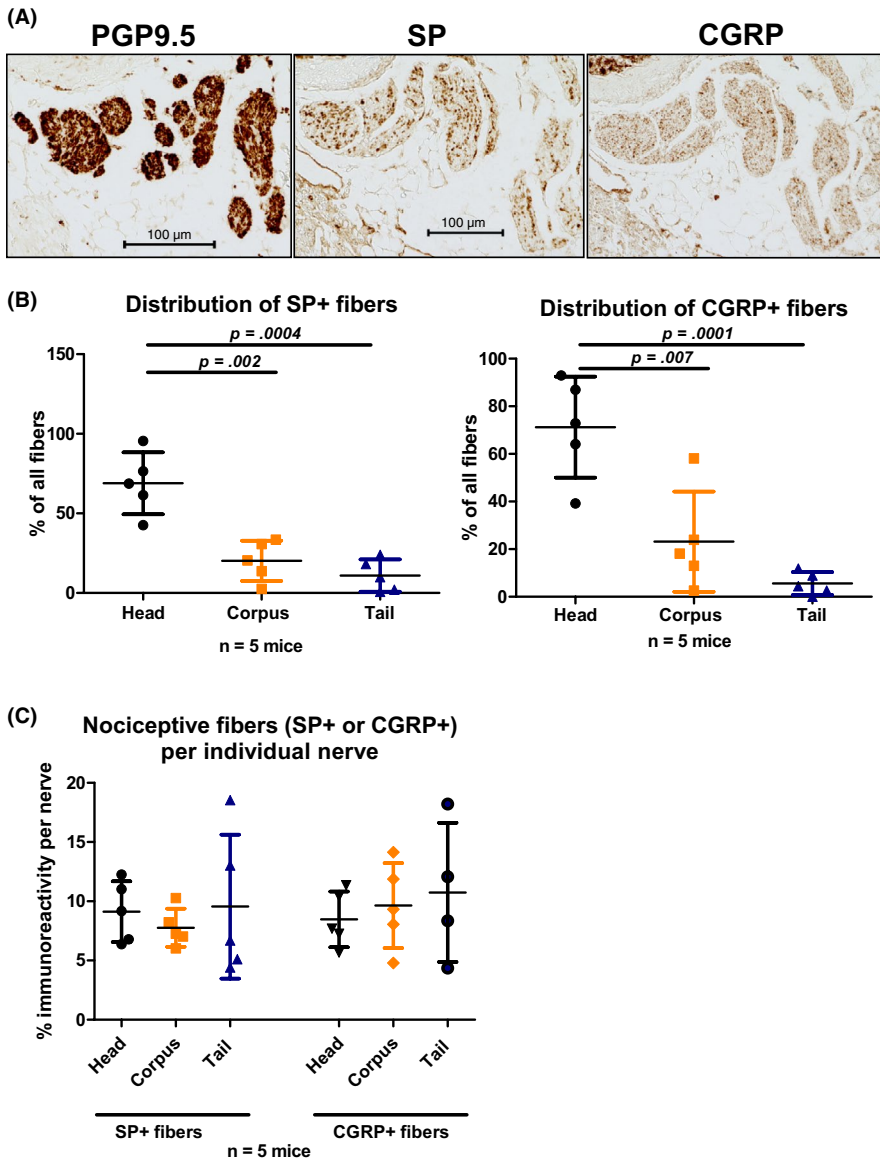 (A)
PGP9.5 SP CGRP
100 µm 100 µm
(B)
Distribution of SP+ fibers
p = .0004
p = .002
% of all fibers
150
100
50
0
Head Corpus Tail
n = 5 mice
Distribution of CGRP+ fibers
p = .0001
p = .007
% of all fibers
100
80
60
40
20
0
Head Corpus Tail
n = 5 mice
(C)
Nociceptive fibers (SP+ or CGRP+)
per individual nerve
% immunoreactivity per nerve
20
15
10
5
0
Head Corpus Tail Head Corpus Tail
SP+ fibers CGRP+ fibers
n = 5 mice